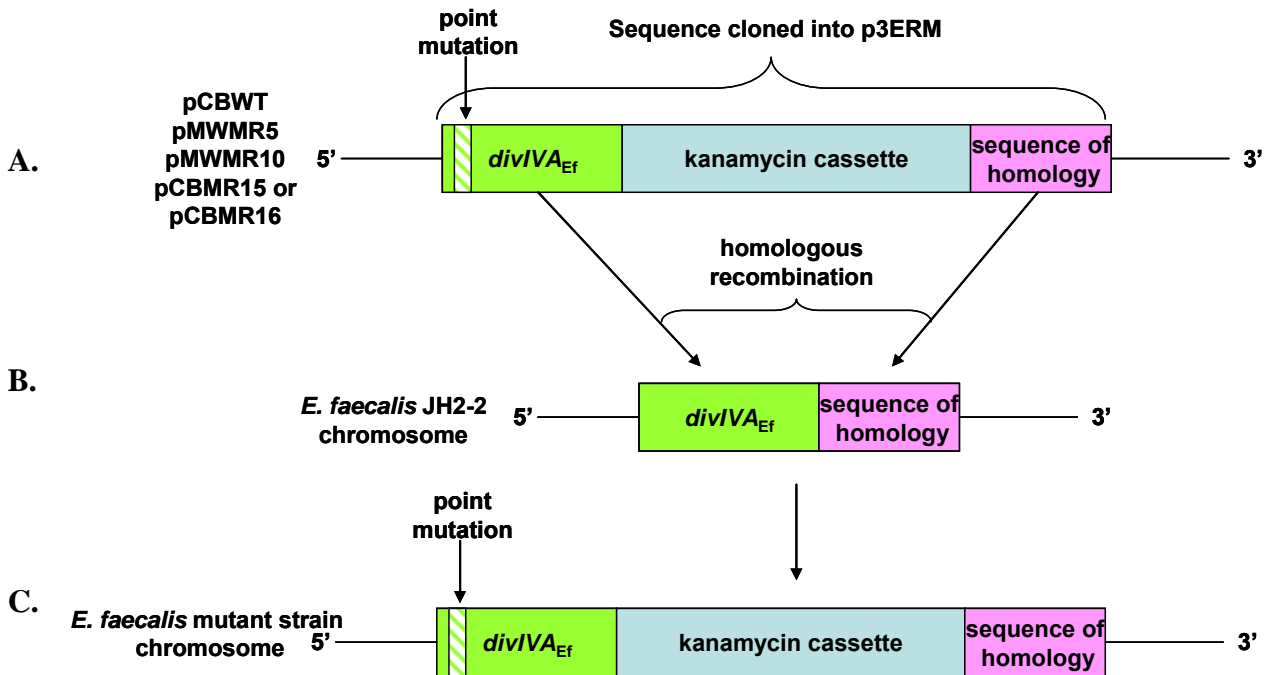 point
mutation
Sequence cloned into p3ERM
A.
pCBWT
pMWMR5
pMWMR10
pCBMR15 or
pCBMR16
5’
divIVAEf
kanamycin cassette
sequence of
homology
3’
homologous
recombination
B.
E. faecalis JH2-2
chromosome
5’
divIVAEf
sequence of
homology
3’
point
mutation
C.
E. faecalis mutant strain
chromosome
5’
divIVAEf
kanamycin cassette
sequence of
homology
3’